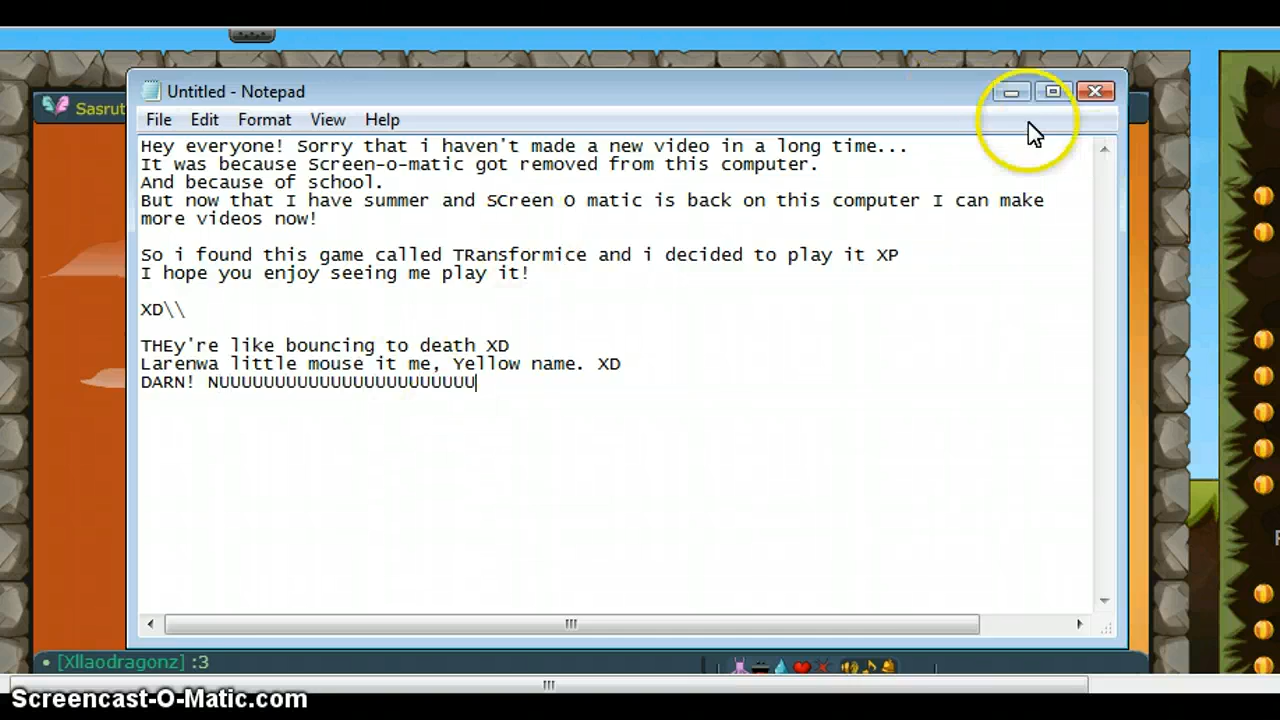 Sasrut
Untitled - Notepad
File Edit Format View Help
Hey everyone! Sorry that i haven't made a new video in a long time...
It was because Screen-o-matic got removed from this computer.
And because of school.
But now that I have summer and SCreen O matic is back on this computer I can make
more videos now!
So i found this game called TRansformice and i decided to play it XP
I hope you enjoy seeing me play it!
XD\\
THEy're like bouncing to death XD
Larenwa little mouse it me, Yellow name. XD
DARN! NUUUUUUUUUUUUUUUUUUUUUUU
• [Xllaodragonz] :3
Screencast-O-Matic.com